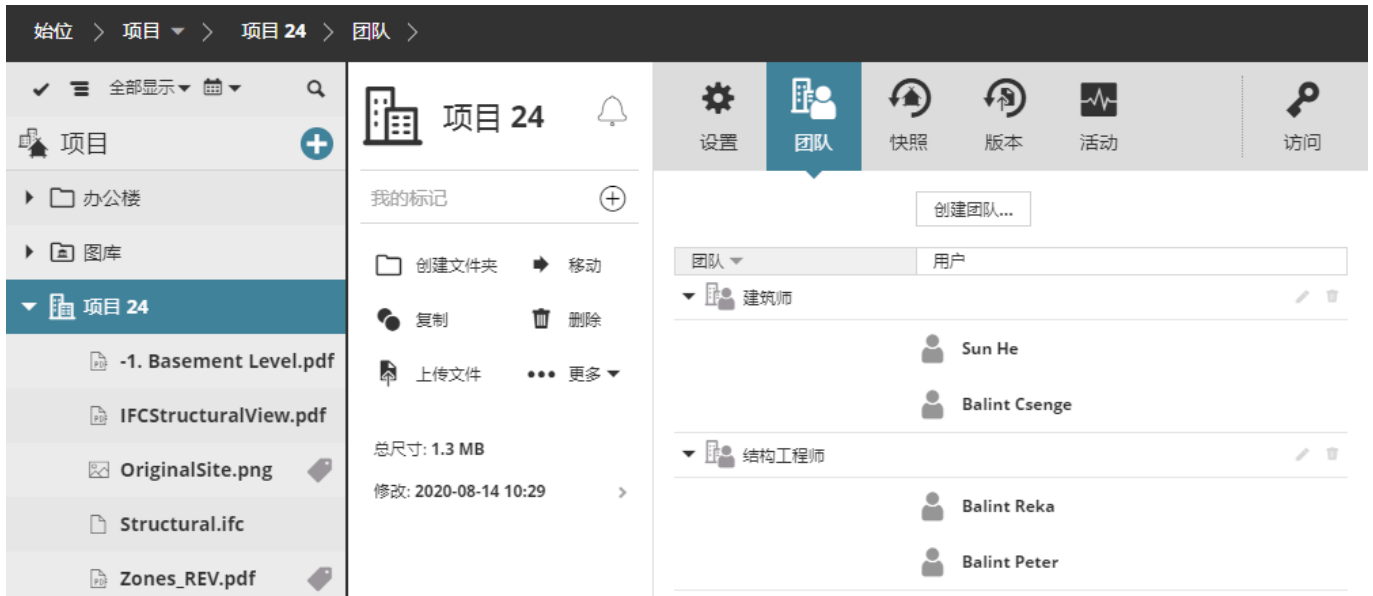 始位 > 项目 > 项目 24 > 团队 >
全部显示
项目
办公楼
图库
项目 24
-1. Basement Level.pdf
IFCStructuralView.pdf
OriginalSite.png
Structural.ifc
Zones_REV.pdf
项目 24
我的标记
创建文件夹 移动
复制 删除
上传文件 更多
总尺寸: 1.3 MB
修改: 2020-08-14 10:29
设置 团队 快照 版本 活动 访问
创建团队...
团队 用户
建筑师
Sun He
Balint Csenge
结构工程师
Balint Reka
Balint Peter